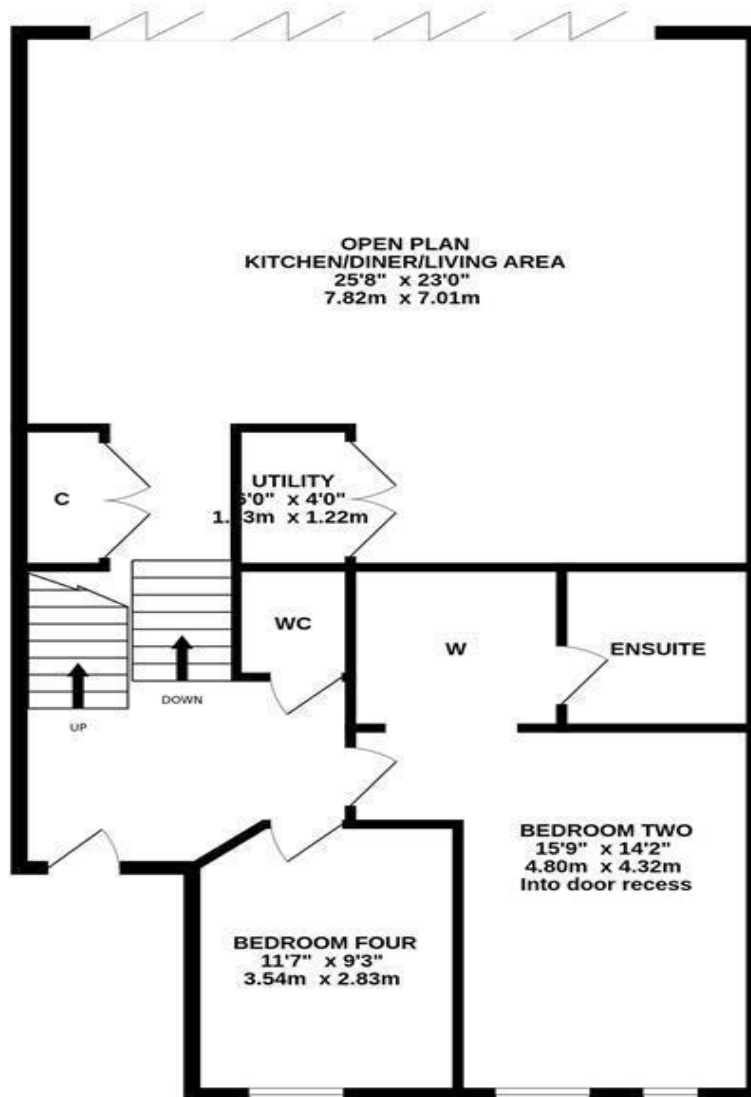 OPEN PLAN
KITCHEN/DINER/LIVING AREA
25'8" x 23'0"
7.82m x 7.01m
C
UTILITY
6'0" x 4'0"
x 1.22m
WC
W
ENSUITE
UP
DOWN
BEDROOM TWO
15'9" x 14'2"
4.80m x 4.32m
Into door recess
BEDROOM FOUR
11'7" x 9'3"
3.54m x 2.83m